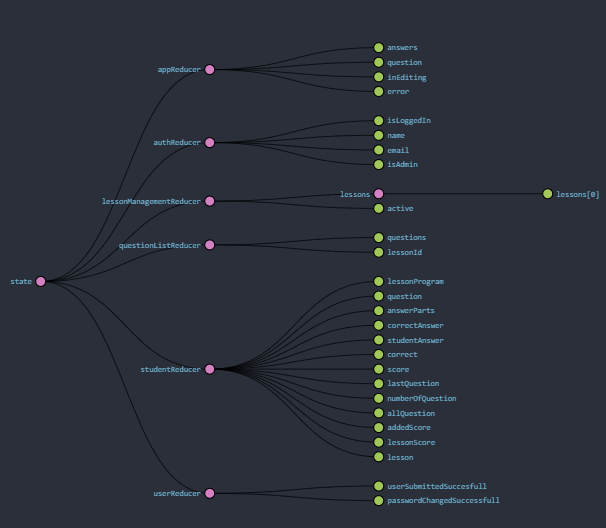 answers
question
appReducer
inEditing
error
isLoggedIn
name
authReducer
email
isAdmin
lessons
lessons[0]
lessonManagementReducer
active
questions
questionListReducer
lessonId
state
lessonProgram
question
answerParts
correctAnswer
studentAnswer
correct
studentReducer
score
lastQuestion
numberOfQuestion
allQuestion
addedScore
lessonScore
lesson
userSubmittedSuccesfull
userReducer
passwordChangedSuccessfull